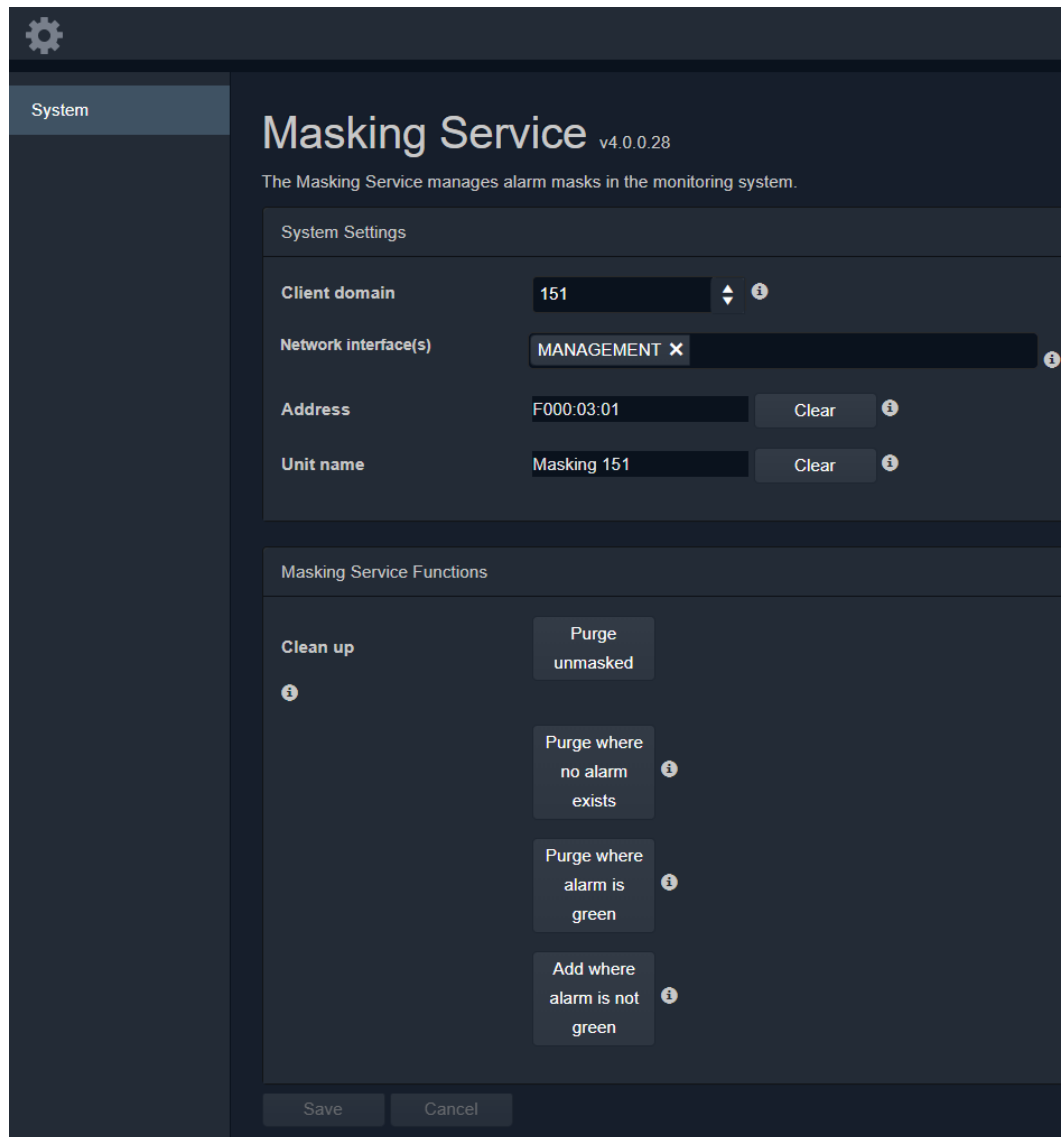 System
Masking Service v4.0.0.28
The Masking Service manages alarm masks in the monitoring system.
System Settings
Client domain 151
Network interface(s) MANAGEMENT
Address F000:03:01 Clear
Unit name Masking 151 Clear
Masking Service Functions
Clean up
Purge
unmasked
Purge where
no alarm
exists
Purge where
alarm is
green
Add where
alarm is not
green
Save Cancel